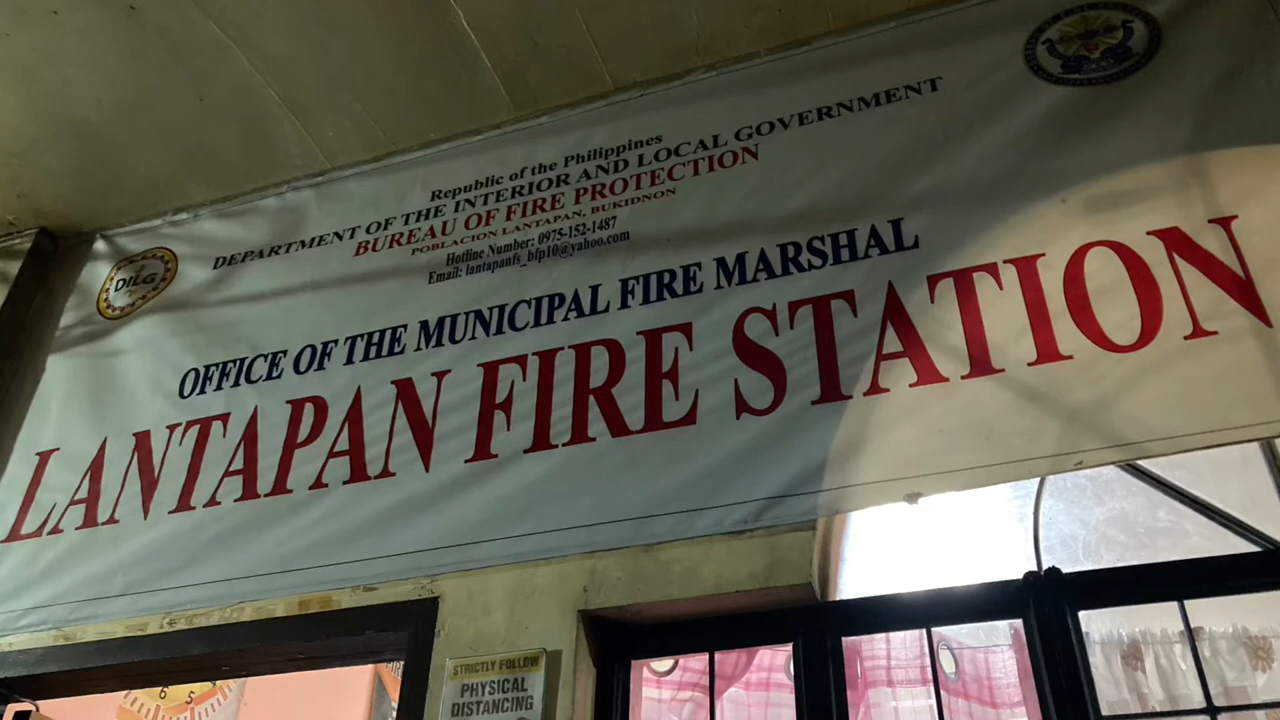 Republic of the Philippines
DEPARTMENT OF THE INTERIOR AND LOCAL GOVERNMENT
BUREAU OF FIRE PROTECTION
POBLACION LANTAPAN, BUKIDNON
Hotline Number: 0975-152-1487
Email: lantapanfs_bfp10@yahoo.com
DILG
OFFICE OF THE MUNICIPAL FIRE MARSHAL
LANTAPAN FIRE STATION
STRICTLY FOLLOW
PHYSICAL
DISTANCING
6
5